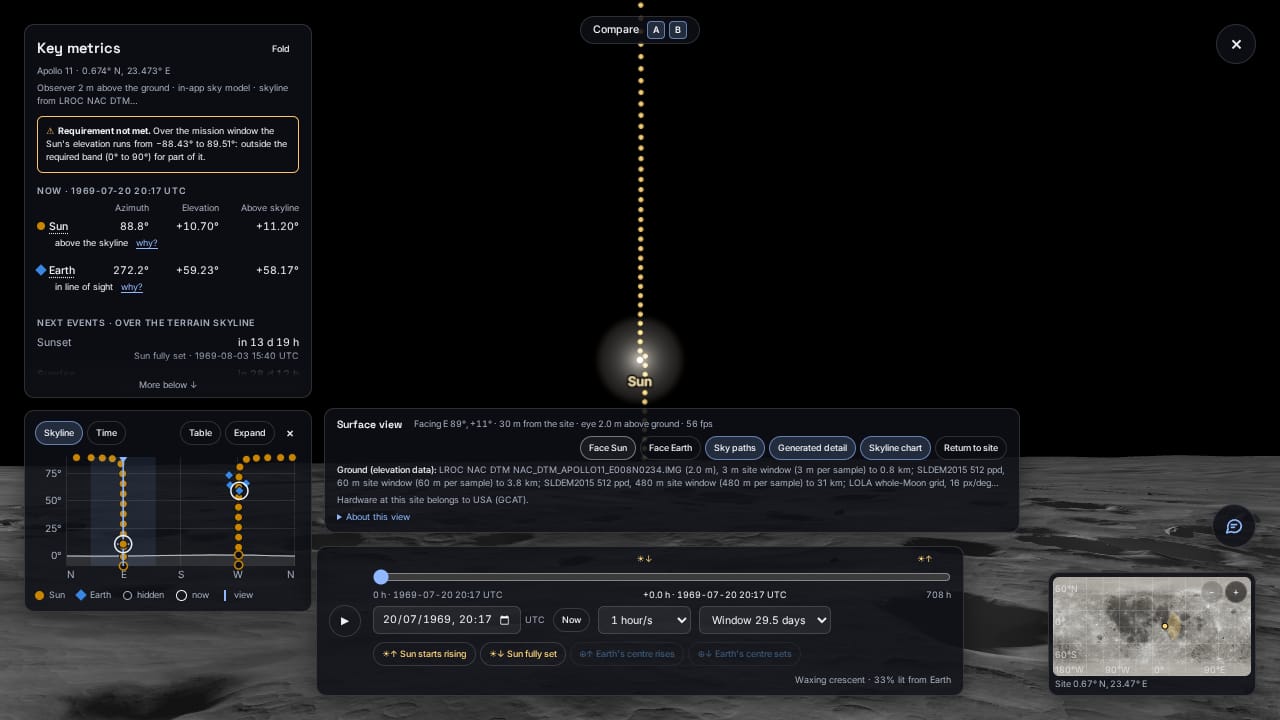 Compare A B
Key metrics Fold
Apollo 11 · 0.674° N, 23.473° E
Observer 2 m above the ground · in-app sky model · skyline
from LROC NAC DTM...
⚠ Requirement not met. Over the mission window the
Sun's elevation runs from −88.43° to 89.51°: outside the
required band (0° to 90°) for part of it.
NOW · 1969-07-20 20:17 UTC
Azimuth Elevation Above skyline
Sun 88.8° +10.70° +11.20°
above the skyline why?
Earth 272.2° +59.23° +58.17°
in line of sight why?
NEXT EVENTS · OVER THE TERRAIN SKYLINE
Sunset in 13 d 19 h
Sun fully set · 1969-08-03 15:40 UTC
More below ↓
Sun
Skyline Time Table Expand ×
75°
50°
25°
0°
N E S W N
Sun Earth hidden now view
Surface view Facing E 89°, +11° · 30 m from the site · eye 2.0 m above ground · 56 fps
Face Sun Face Earth Sky paths Generated detail Skyline chart Return to site
Ground (elevation data): LROC NAC DTM NAC_DTM_APOLLO11_E008N0234.IMG (2.0 m), 3 m site window (3 m per sample) to 0.8 km; SLDEM2015 512 ppd,
60 m site window (60 m per sample) to 3.8 km; SLDEM2015 512 ppd, 480 m site window (480 m per sample) to 31 km; LOLA whole-Moon grid, 16 px/deg...
Hardware at this site belongs to USA (GCAT).
▶ About this view
☀↓ ☀↑
0 h · 1969-07-20 20:17 UTC +0.0 h · 1969-07-20 20:17 UTC 708 h
20/07/1969, 20:17 UTC Now 1 hour/s Window 29.5 days
☀↑ Sun starts rising ☀↓ Sun fully set ⊕↑ Earth's centre rises ⊕↓ Earth's centre sets
Waxing crescent · 33% lit from Earth
60°N − +
0°
60°S
180°W 90°W 0° 90°E
Site 0.67° N, 23.47° E